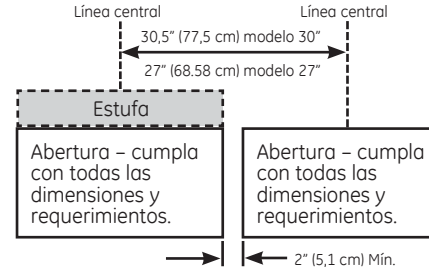 Línea central
Línea central
30,5" (77,5 cm) modelo 30"
27" (68.58 cm) modelo 27"
Estufa
Abertura – cumpla
con todas las
dimensiones y
requerimientos.
Abertura – cumpla
con todas las
dimensiones y
requerimientos.
2" (5,1 cm) Mín.